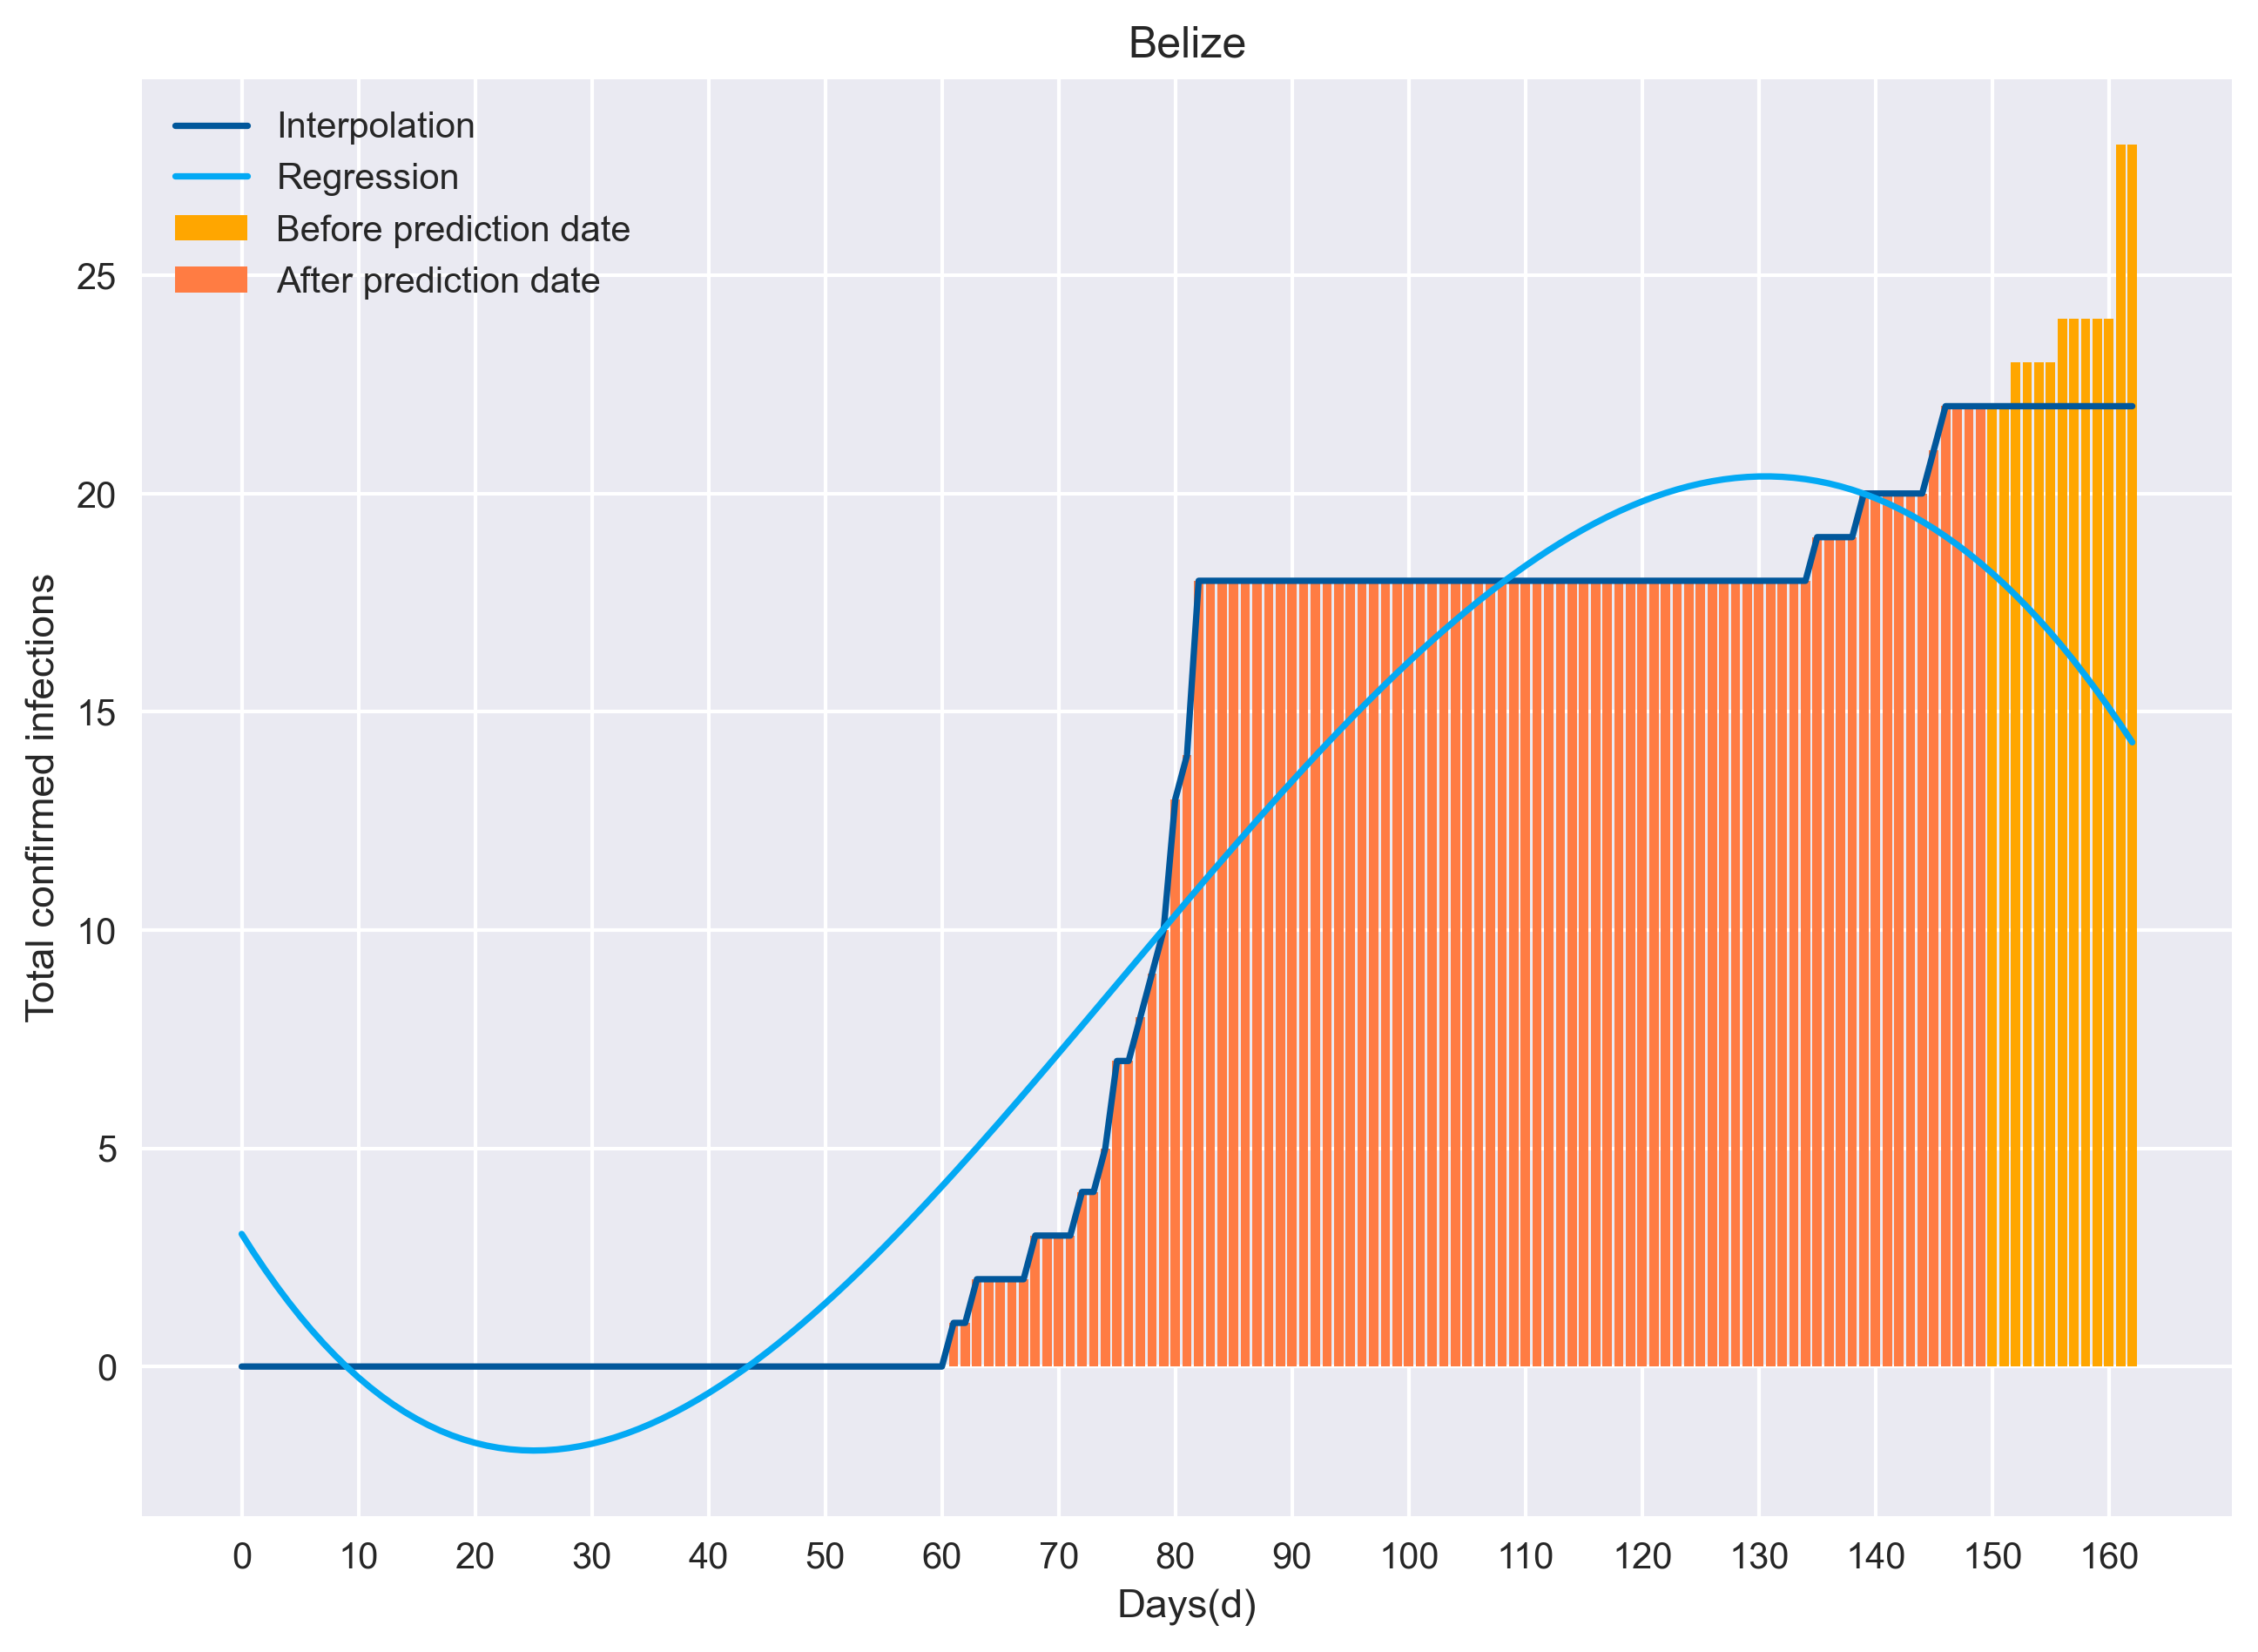 Belize
Interpolation
Regression
Before prediction date
After prediction date
Total confirmed infections
25
20
15
10
5
0
0 10 20 30 40 50 60 70 80 90 100 110 120 130 140 150 160
Days(d)